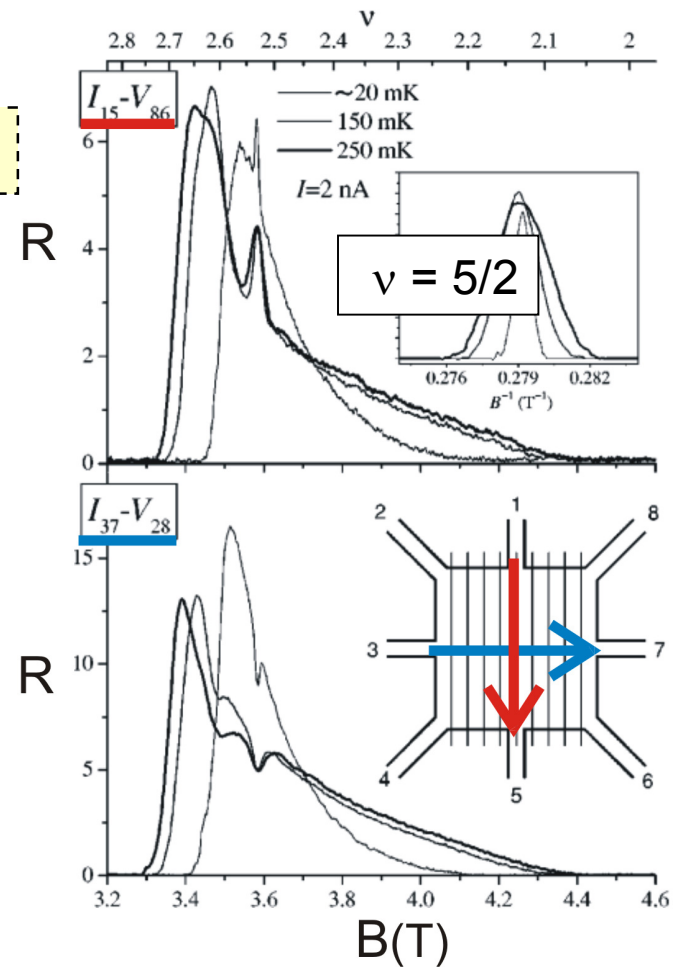 ν
2.8 2.7 2.6 2.5 2.4 2.3 2.2 2.1 2
I₁₅-V₈₆
~20 mK
150 mK
250 mK
I=2 nA
6
4
2
0
R
ν = 5/2
0.276 0.279 0.282
B⁻¹ (T⁻¹)
I₃₇-V₂₈
15
10
5
0
R
1
2
8
3
7
4
6
5
3.2 3.4 3.6 3.8 4.0 4.2 4.4 4.6
B(T)